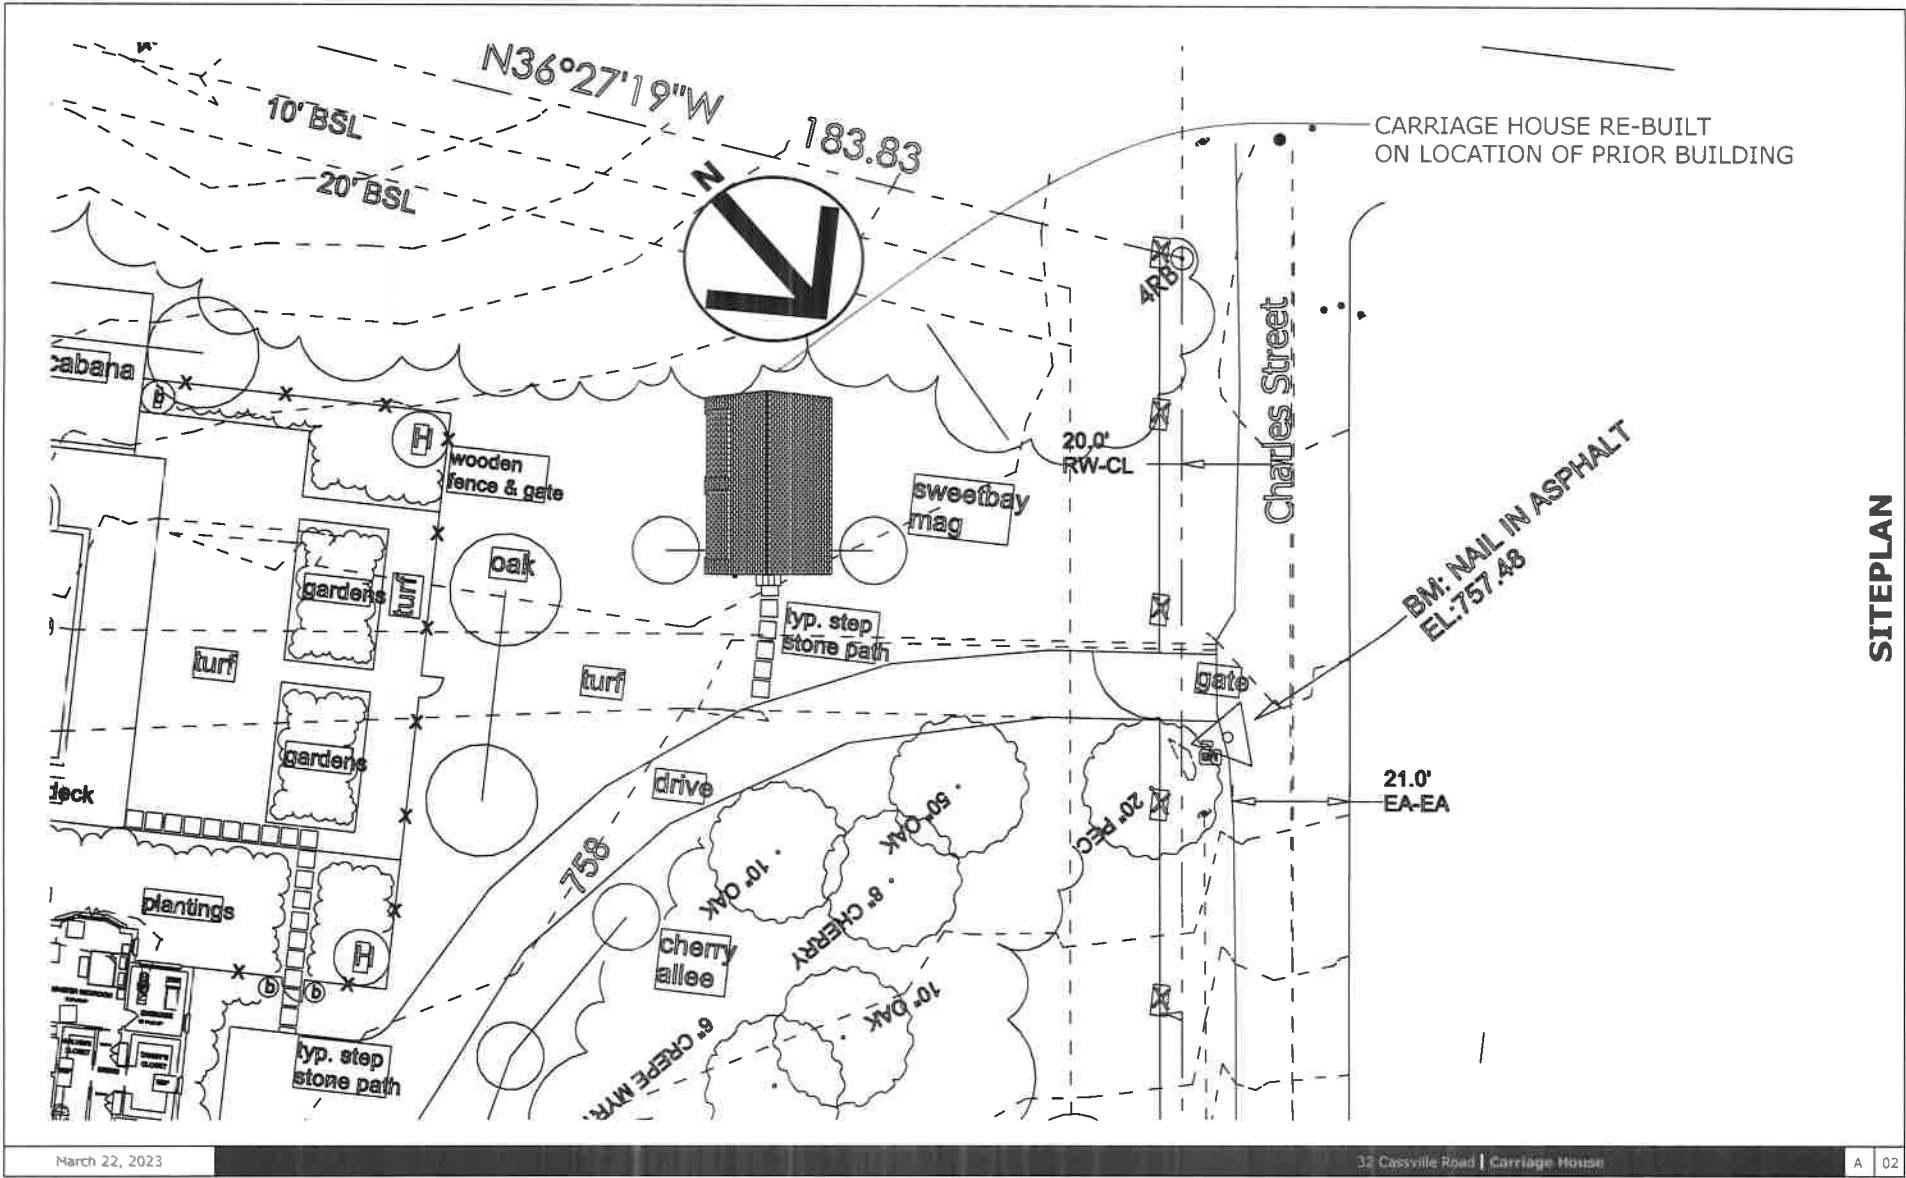 N36°27'19"W
183.83
10' BSL
20' BSL
N
CARRIAGE HOUSE RE-BUILT
ON LOCATION OF PRIOR BUILDING
4RB
Charles Street
cabana
b
H
wooden
fence & gate
20.0'
RW-CL
sweetbay
mag
BM: NAIL IN ASPHALT
EL:757.48
SITEPLAN
oak
gardens
turf
typ. step
stone path
turf
turf
gate
gardens
deck
drive
21.0'
EA-EA
50" OAK
20" PEC
10" OAK
8" CHERRY
758
plantings
H
cherry
allee
b
b
10" OAK
6" CREPE MYR
typ. step
stone path
March 22, 2023
32 Cassville Road | Carriage House
A 02